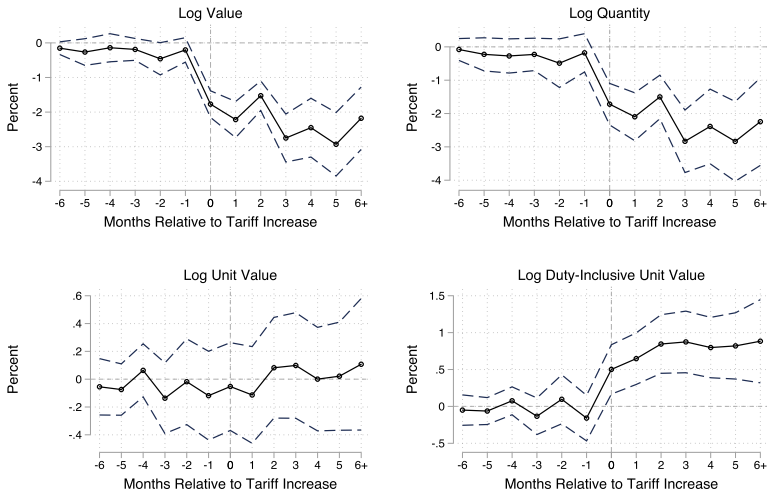 Log Value
Percent
0
-1
-2
-3
-4
-6 -5 -4 -3 -2 -1 0 1 2 3 4 5 6+
Months Relative to Tariff Increase
Log Quantity
Percent
0
-1
-2
-3
-4
-6 -5 -4 -3 -2 -1 0 1 2 3 4 5 6+
Months Relative to Tariff Increase
Log Unit Value
Percent
.6
.4
.2
0
-.2
-.4
-6 -5 -4 -3 -2 -1 0 1 2 3 4 5 6+
Months Relative to Tariff Increase
Log Duty-Inclusive Unit Value
Percent
1.5
1
.5
0
-.5
-6 -5 -4 -3 -2 -1 0 1 2 3 4 5 6+
Months Relative to Tariff Increase